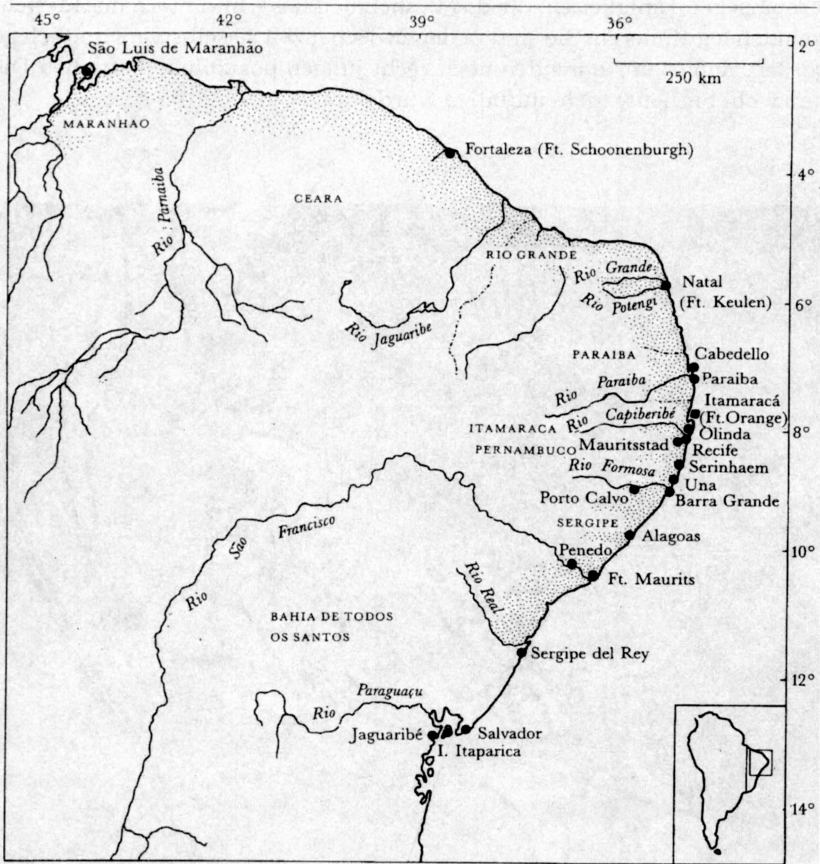 45° 42° 39° 36°
2°
São Luis de Maranhão
250 km
MARANHAO
Fortaleza (Ft. Schoonenburgh)
4°
Rio Parnaiba
CEARA
RIO GRANDE
Rio Grande
Natal
(Ft. Keulen)
Rio Potengi
6°
Rio Jaguaribe
PARAIBA
Cabedello
Rio Paraiba
Paraiba
Itamaracá
(Ft.Orange)
Rio Capiberibé
ITAMARACA
Olinda
8°
Mauritsstad
Recife
PERNAMBUCO
Serinhaem
Rio Formosa
Una
Porto Calvo
Barra Grande
SERGIPE
Rio São Francisco
Alagoas
10°
Penedo
Ft. Maurits
Rio Real
BAHIA DE TODOS
OS SANTOS
Sergipe del Rey
12°
Rio Paraguaçu
Jaguaribé
Salvador
I. Itaparica
14°